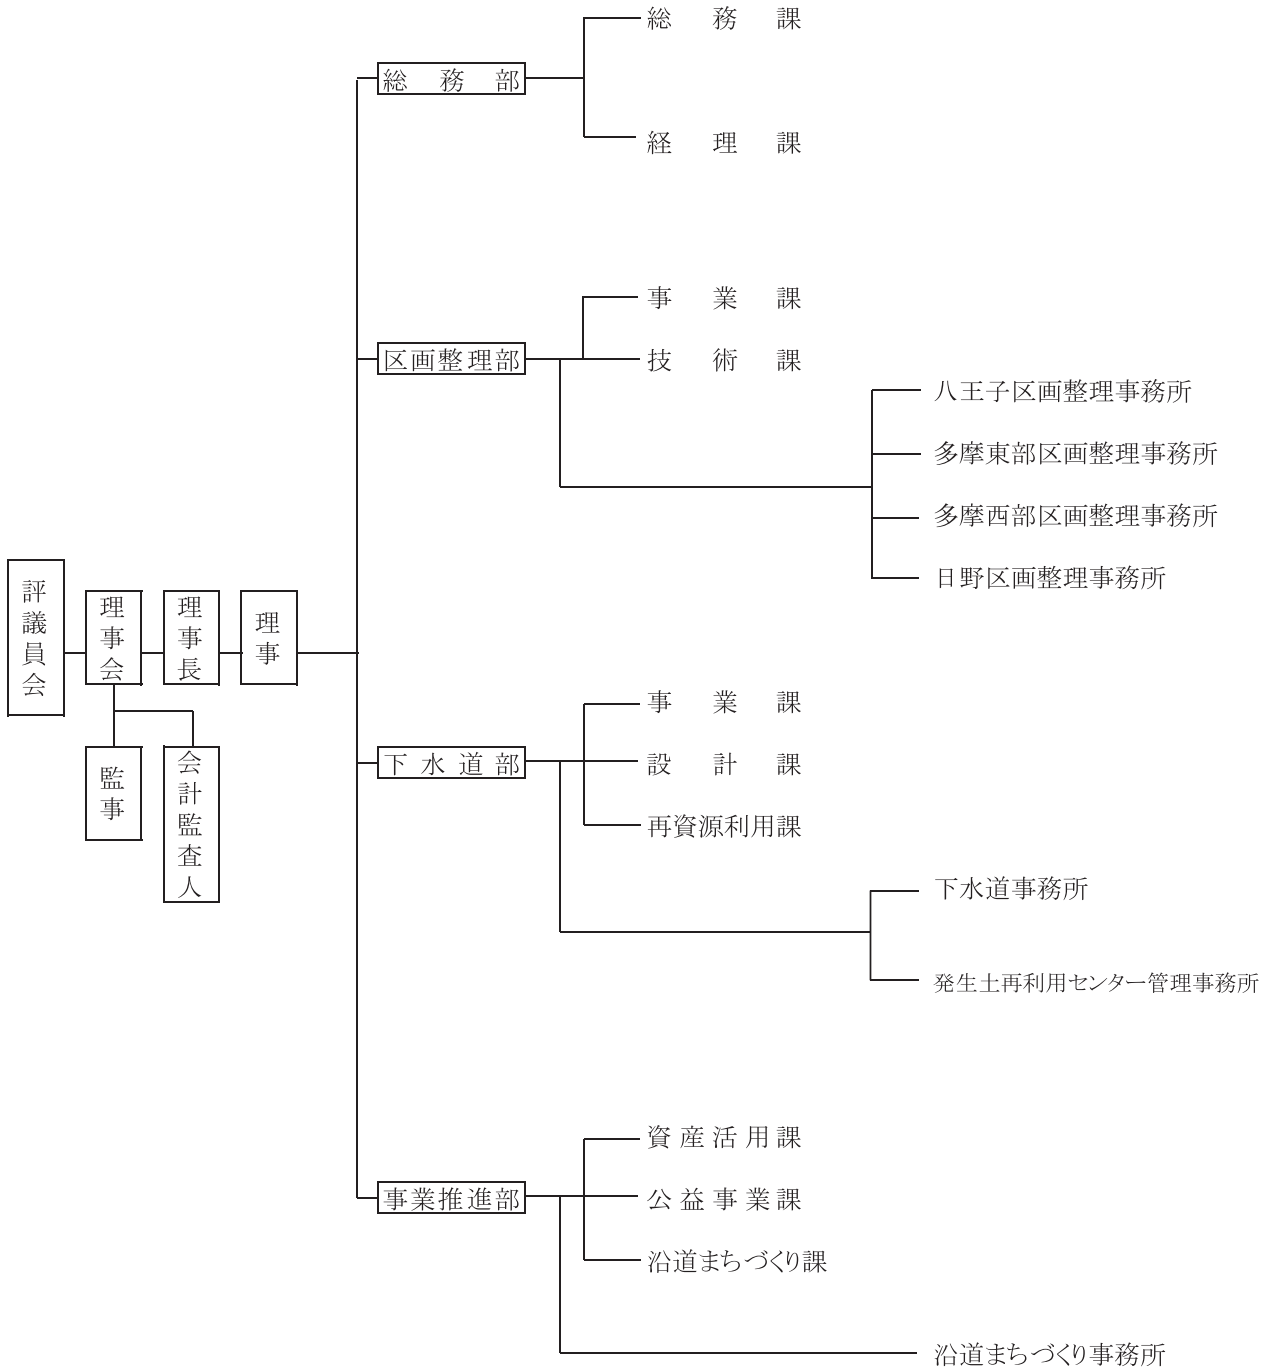 総務課
総務部
経理課
事業課
区画整理部
技術課
八王子区画整理事務所
多摩東部区画整理事務所
多摩西部区画整理事務所
日野区画整理事務所
評議員会
理事会
理事長
理事
監事
会計監査人
事業課
下水道部
設計課
再資源利用課
下水道事務所
発生土再利用センター管理事務所
資産活用課
事業推進部
公益事業課
沿道まちづくり課
沿道まちづくり事務所